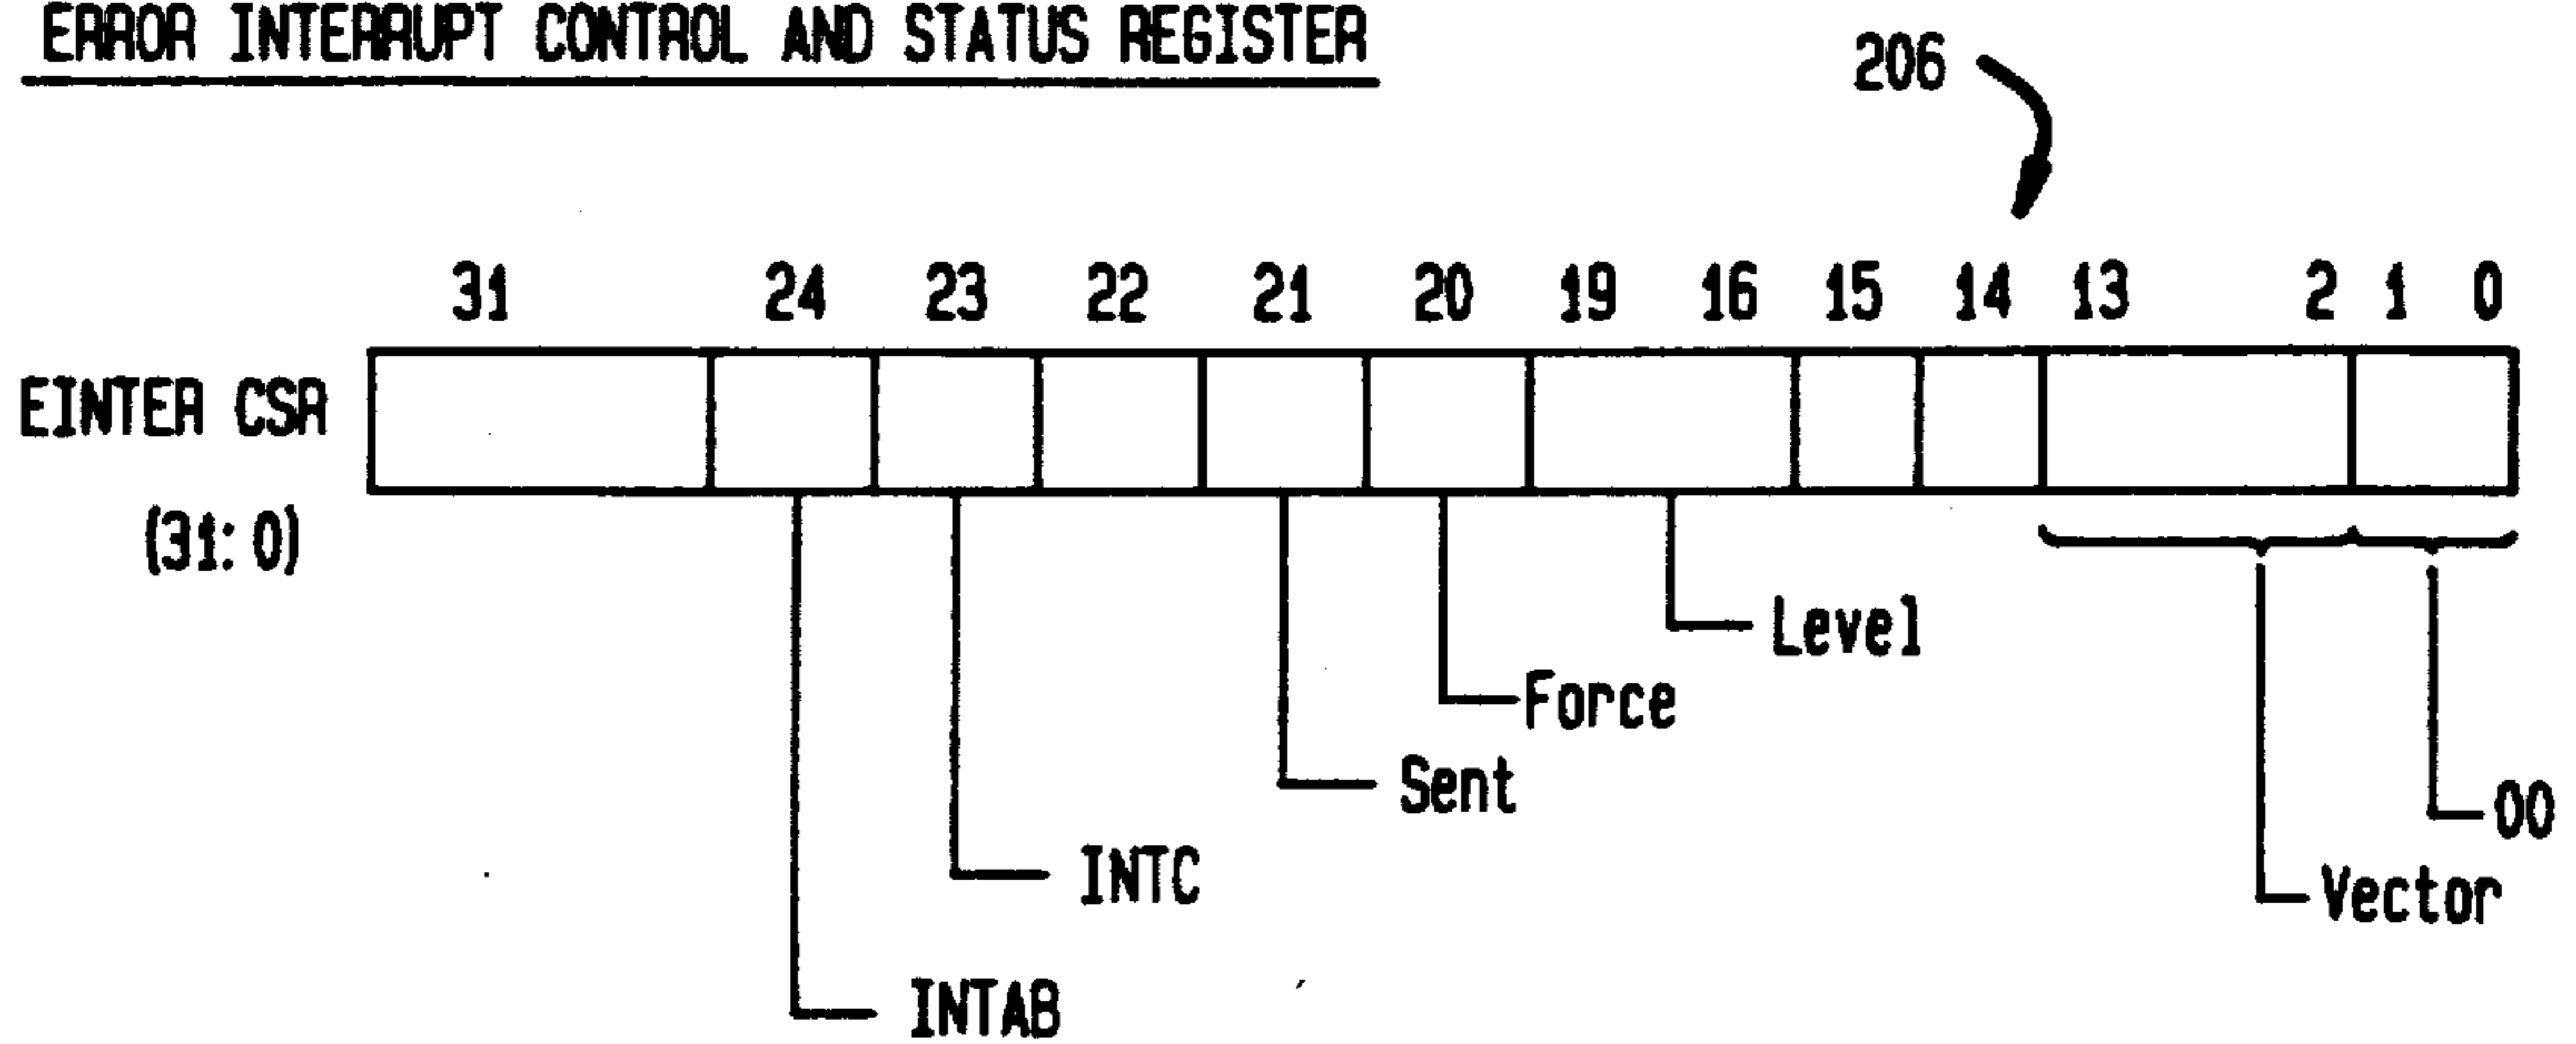 ERROR INTERRUPT CONTROL AND STATUS REGISTER
206
31 24 23 22 21 20 19 16 15 14 13 2 1 0
EINTER CSR
(31:0)
Level
Force
Sent
00
INTC
Vector
INTAB